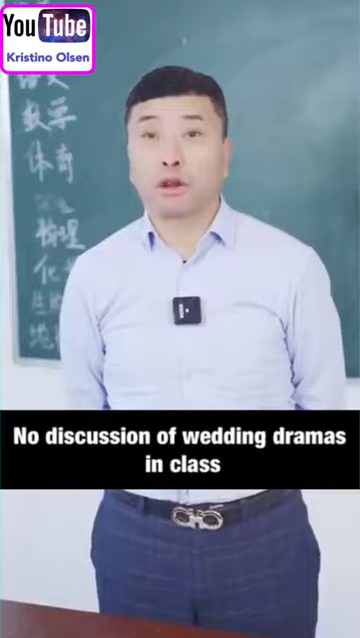 YouTube
Kristino Olsen
数学
体育
物理
No discussion of wedding dramas
in class